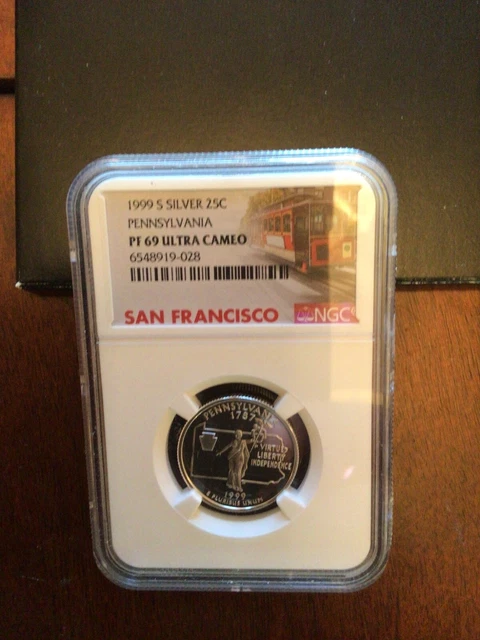 1999 S SILVER 25C
PENNSYLVANIA
PF 69 ULTRA CAMEO
6548919-028
SAN FRANCISCO
NGC
PENNSYLVANIA
1787
VIRTUE
LIBERTY
INDEPENDENCE
1999
E PLURIBUS UNUM